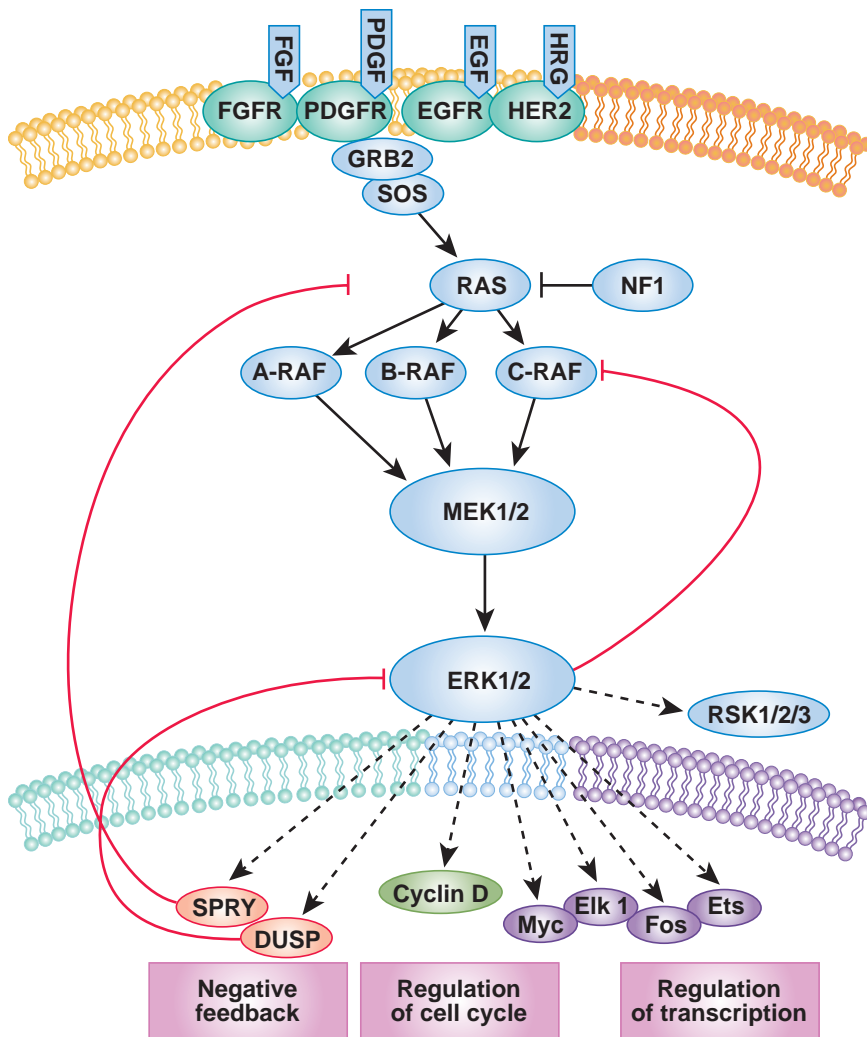 FGF
PDGF
EGF
HRG
FGFR
PDGFR
EGFR
HER2
GRB2
SOS
RAS
NF1
A-RAF
B-RAF
C-RAF
MEK1/2
ERK1/2
RSK1/2/3
SPRY
DUSP
Cyclin D
Myc
Elk 1
Fos
Ets
Negative
feedback
Regulation
of cell cycle
Regulation
of transcription